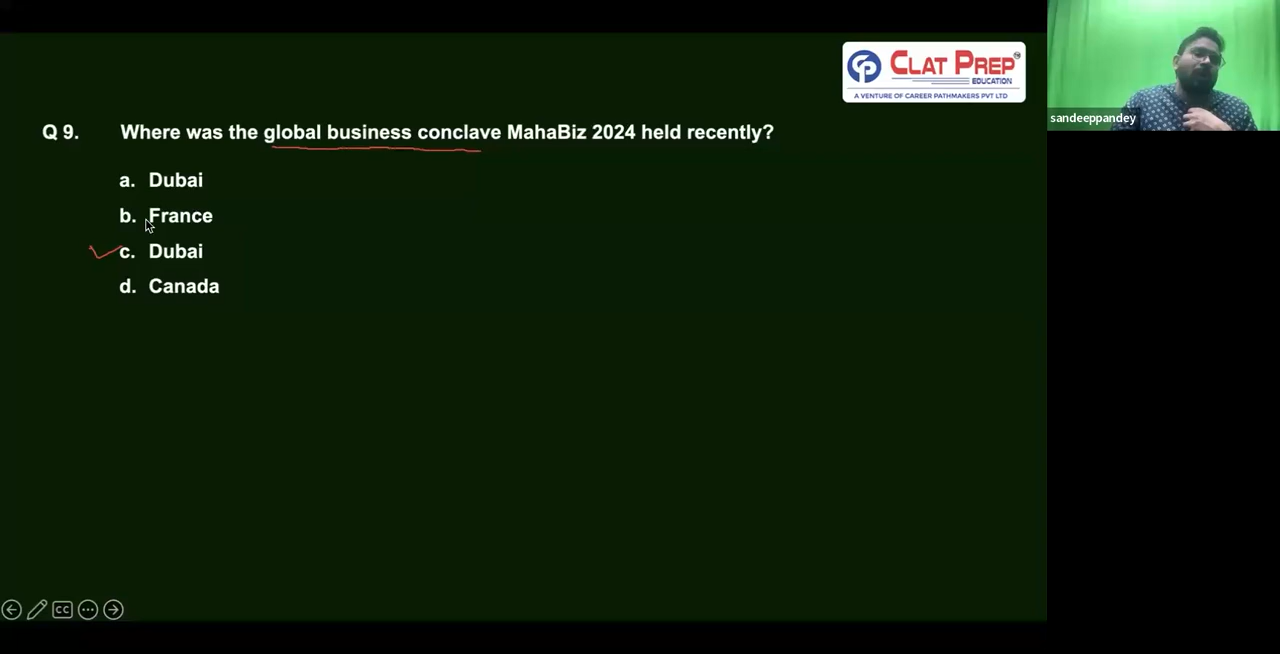 CLAT PREP
EDUCATION
A VENTURE OF CAREER PATHMAKERS PVT LTD
sandeeppandey
Q 9. Where was the global business conclave MahaBiz 2024 held recently?
a. Dubai
b. France
c. Dubai
d. Canada
CC